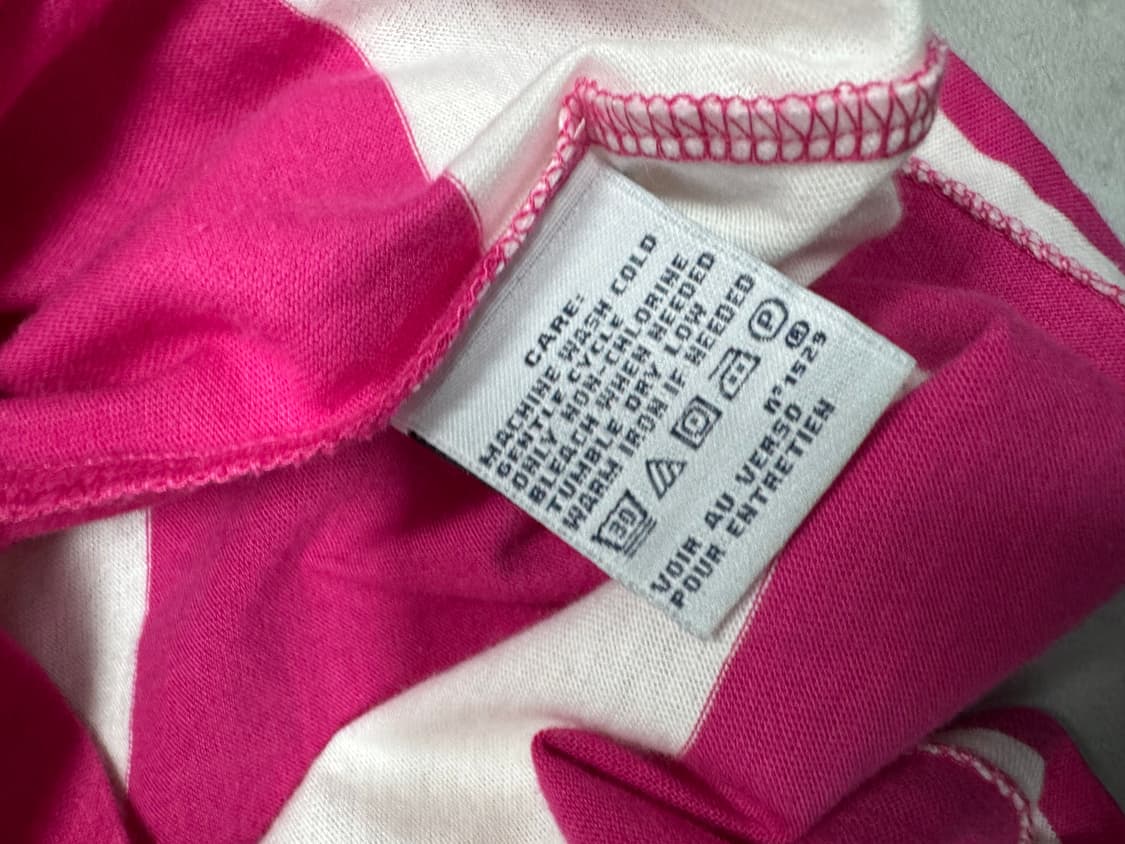 CARE:
MACHINE WASH COLD
GENTLE CYCLE
ONLY NON-CHLORINE
BLEACH WHEN NEEDED
TUMBLE DRY LOW
WARM IRON IF NEEDED
30 P
R n°1529
VOIR AU VERSO
POUR ENTRETIEN